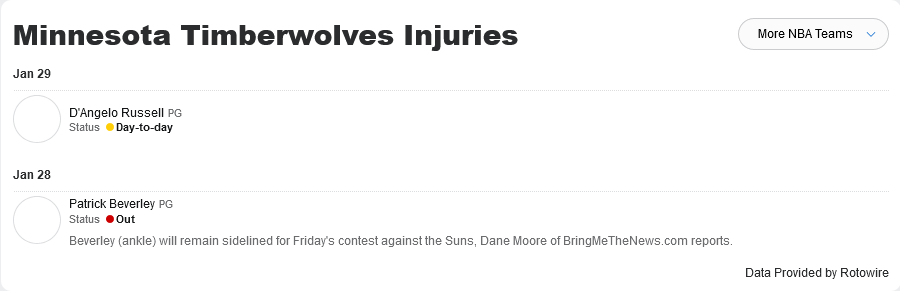 Minnesota Timberwolves Injuries
More NBA Teams
Jan 29
D'Angelo Russell PG
Status Day-to-day
Jan 28
Patrick Beverley PG
Status Out
Beverley (ankle) will remain sidelined for Friday's contest against the Suns, Dane Moore of BringMeTheNews.com reports.
Data Provided by Rotowire